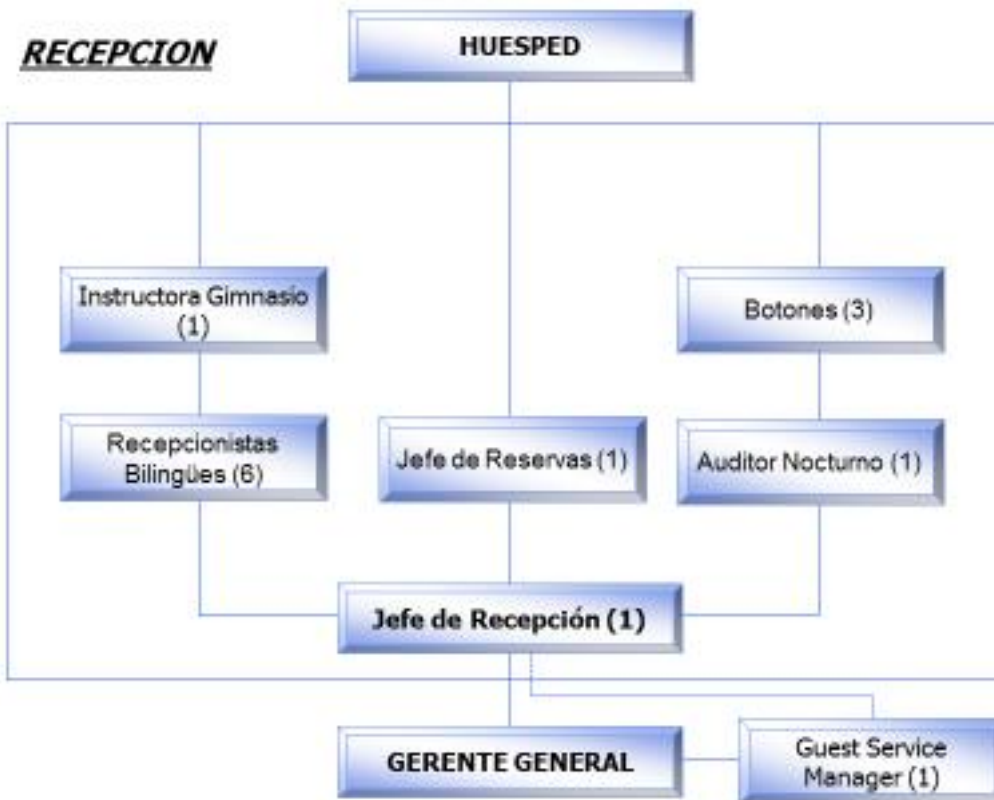 RECEPCION
HUESPED
Instructora Gimnasio
(1)
Botones (3)
Recepcionistas
Bilingües (6)
Jefe de Reservas (1)
Auditor Nocturno (1)
Jefe de Recepción (1)
GERENTE GENERAL
Guest Service
Manager (1)